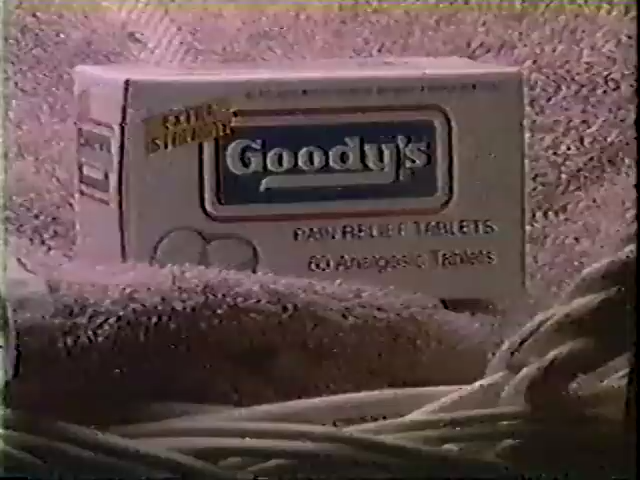 EXTRA
STRENGTH
Goody's
PAIN RELIEF TABLETS
60 Analgesic Tablets